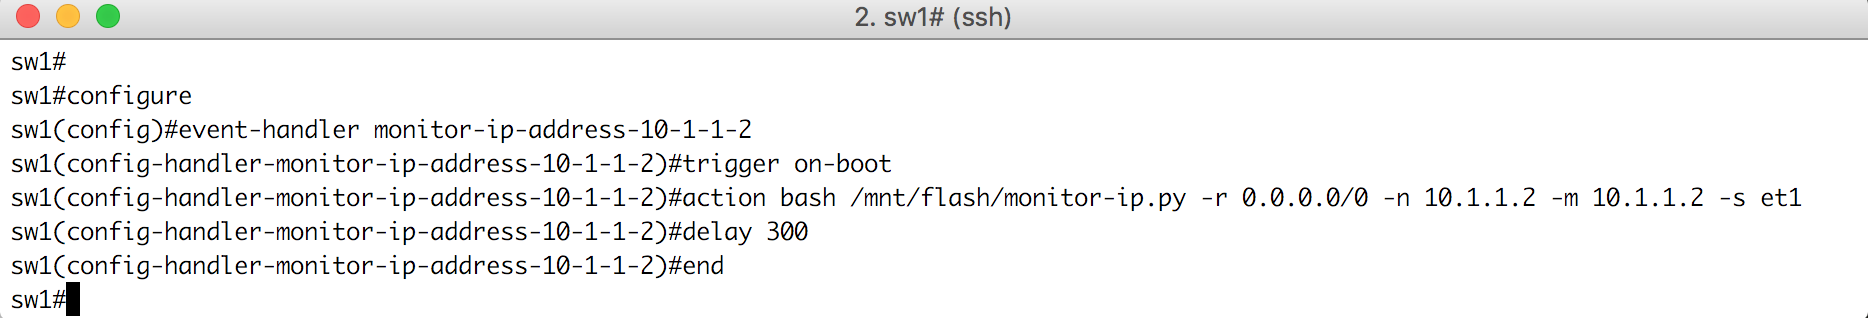 2. sw1# (ssh)
sw1#
sw1#configure
sw1(config)#event-handler monitor-ip-address-10-1-1-2
sw1(config-handler-monitor-ip-address-10-1-1-2)#trigger on-boot
sw1(config-handler-monitor-ip-address-10-1-1-2)#action bash /mnt/flash/monitor-ip.py -r 0.0.0.0/0 -n 10.1.1.2 -m 10.1.1.2 -s et1
sw1(config-handler-monitor-ip-address-10-1-1-2)#delay 300
sw1(config-handler-monitor-ip-address-10-1-1-2)#end
sw1#